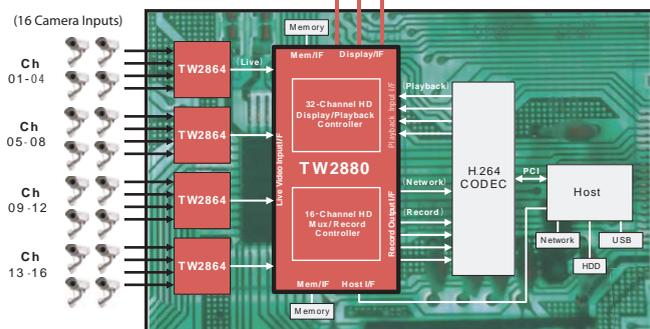 (16 Camera Inputs)
Ch
01-04
Ch
05-08
Ch
09-12
Ch
13-16
TW2864
TW2864
TW2864
TW2864
(Live)
Memory
Mem/IF
Display/IF
Live Video Input I/F
32-Channel HD
Display/Playback
Controller
TW2880
16-Channel HD
Mux/Record
Controller
Mem/IF
Host I/F
Memory
Playback Input I/F
Record Output I/F
(Playback)
(Network)
(Record)
H.264
CODEC
PCI
Host
Network
USB
HDD